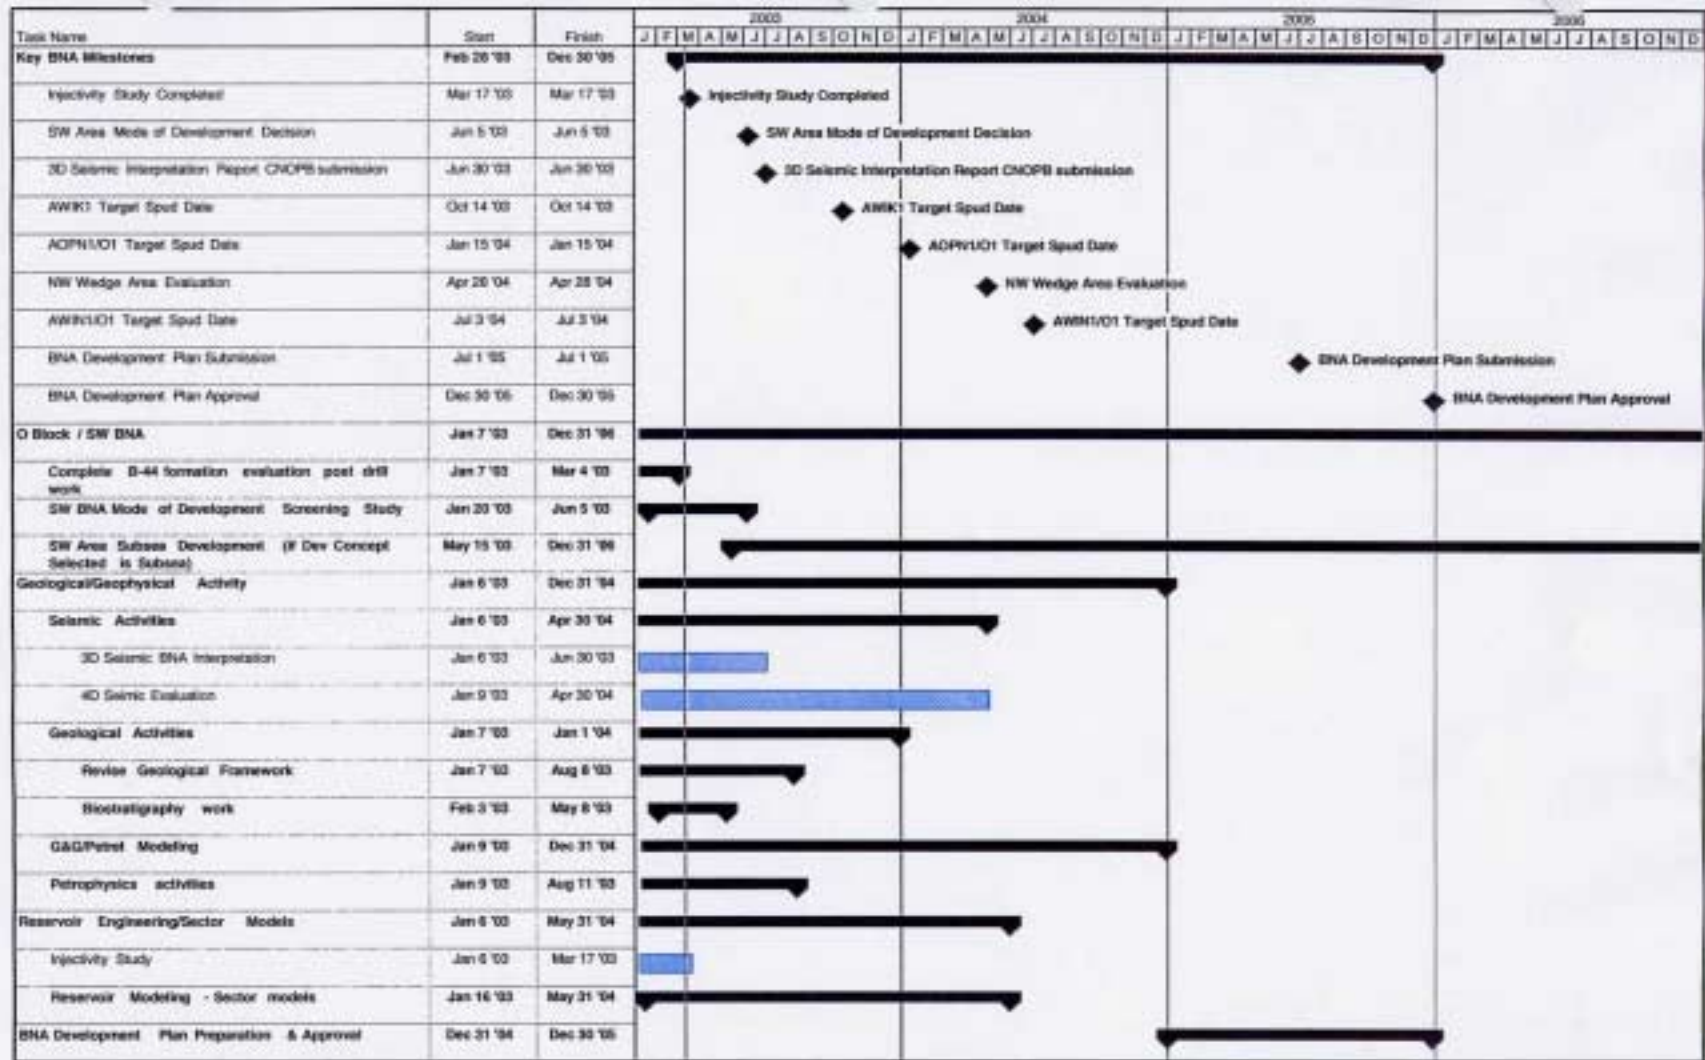 2003 2004 2005 2006
Task Name Start Finish J F M A M J J A S O N D J F M A M J J A S O N D J F M A M J J A S O N D J F M A M J J A S O N D
Key BNA Milestones Feb 28 '03 Dec 30 '05
Injectivity Study Completed Mar 17 '03 Mar 17 '03 Injectivity Study Completed
SW Area Mode of Development Decision Jun 5 '03 Jun 5 '03 SW Area Mode of Development Decision
3D Seismic Interpretation Report CNOPB submission Jun 30 '03 Jun 30 '03 3D Seismic Interpretation Report CNOPB submission
AWIK1 Target Spud Date Oct 14 '03 Oct 14 '03 AWIK1 Target Spud Date
AOPN1/O1 Target Spud Date Jan 15 '04 Jan 15 '04 AOPN1/O1 Target Spud Date
NW Wedge Area Evaluation Apr 28 '04 Apr 28 '04 NW Wedge Area Evaluation
AWIN1/O1 Target Spud Date Jul 3 '04 Jul 3 '04 AWIN1/O1 Target Spud Date
BNA Development Plan Submission Jul 1 '05 Jul 1 '05 BNA Development Plan Submission
BNA Development Plan Approval Dec 30 '05 Dec 30 '05 BNA Development Plan Approval
O Block / SW BNA Jan 7 '03 Dec 31 '06
Complete B-44 formation evaluation post drill Jan 7 '03 Mar 4 '03
work
SW BNA Mode of Development Screening Study Jan 20 '03 Jun 5 '03
SW Area Subsea Development (If Dev Concept May 15 '03 Dec 31 '06
Selected is Subsea)
Geological/Geophysical Activity Jan 6 '03 Dec 31 '04
Seismic Activities Jan 6 '03 Apr 30 '04
3D Seismic BNA Interpretation Jan 6 '03 Jun 30 '03
4D Seimic Evaluation Jan 9 '03 Apr 30 '04
Geological Activities Jan 7 '03 Jan 1 '04
Revise Geological Framework Jan 7 '03 Aug 8 '03
Biostratigraphy work Feb 3 '03 May 8 '03
G&G/Petrel Modeling Jan 9 '03 Dec 31 '04
Petrophysics activities Jan 9 '03 Aug 11 '03
Reservoir Engineering/Sector Models Jan 6 '03 May 31 '04
Injectivity Study Jan 6 '03 Mar 17 '03
Reservoir Modeling - Sector models Jan 16 '03 May 31 '04
BNA Development Plan Preparation & Approval Dec 31 '04 Dec 30 '05